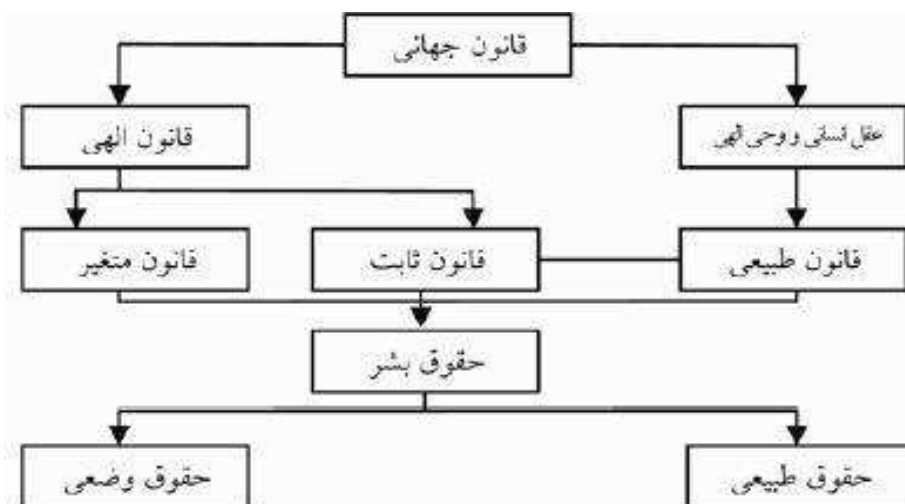 قانون جهانی
عقل انسانی و وحی الهی
قانون الهی
قانون طبیعی
قانون ثابت
قانون متغیر
حقوق بشر
حقوق طبیعی
حقوق وضعی